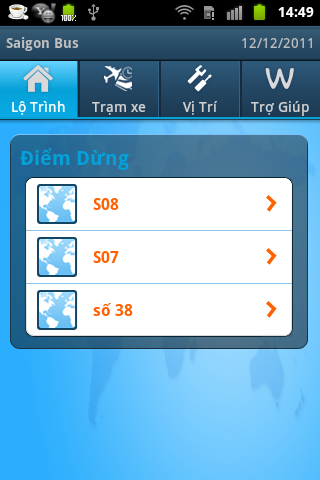 100%
14:49
Saigon Bus
12/12/2011
Lộ Trình
Trạm xe
Vị Trí
Trợ Giúp
Điểm Dừng
S08
S07
số 38